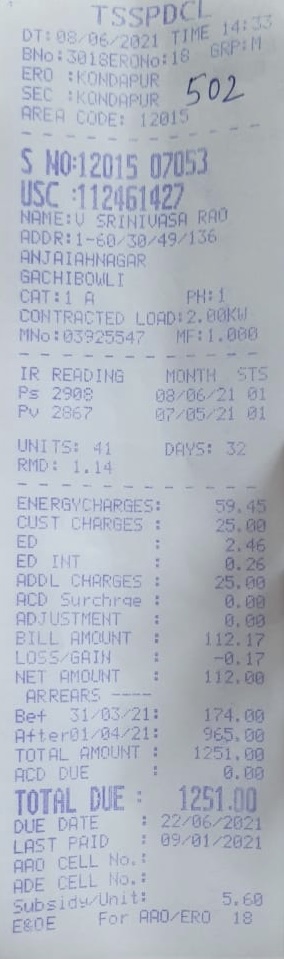 TSSPDCL
DT:08/06/2021 TIME 14:33
BNo:3018ERONo:18 GRP:M
ERO :KONDAPUR
SEC :KONDAPUR 502
AREA CODE: 12015
S NO:12015 07053
USC :112461427
NAME:V SRINIVASA RAO
ADDR:1-60/30/49/136
ANJAIAHNAGAR
GACHIBOWLI
CAT:1 A PH:1
CONTRACTED LOAD:2.00KW
MNo:03925547 MF:1.000
IR READING MONTH STS
Ps 2908 08/06/21 01
Pv 2867 07/05/21 01
UNITS: 41 DAYS: 32
RMD: 1.14
ENERGYCHARGES: 59.45
CUST CHARGES : 25.00
ED : 2.46
ED INT : 0.26
ADDL CHARGES : 25.00
ACD Surchrge : 0.00
ADJUSTMENT : 0.00
BILL AMOUNT : 112.17
LOSS/GAIN : -0.17
NET AMOUNT : 112.00
ARREARS ----
Bef 31/03/21: 174.00
After01/04/21: 965.00
TOTAL AMOUNT : 1251.00
ACD DUE : 0.00
TOTAL DUE : 1251.00
DUE DATE : 22/06/2021
LAST PAID : 09/01/2021
AAO CELL No.:
ADE CELL No.:
Subsidy/Unit: 5.60
E&OE For AAO/ERO 18